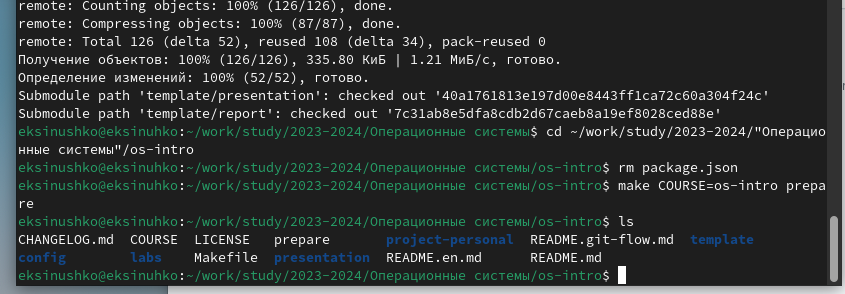 remote: Counting objects: 100% (126/126), done.
remote: Compressing objects: 100% (87/87), done.
remote: Total 126 (delta 52), reused 108 (delta 34), pack-reused 0
Получение объектов: 100% (126/126), 335.80 КиБ | 1.21 МиБ/с, готово.
Определение изменений: 100% (52/52), готово.
Submodule path 'template/presentation': checked out '40a1761813e197d00e8443ff1ca72c60a304f24c'
Submodule path 'template/report': checked out '7c31ab8e5dfa8cdb2d67caeb8a19ef8028ced88e'
eksinushko@eksinuhko:~/work/study/2023-2024/Операционные системы$ cd ~/work/study/2023-2024/"Операцио
нные системы"/os-intro
eksinushko@eksinuhko:~/work/study/2023-2024/Операционные системы/os-intro$ rm package.json
eksinushko@eksinuhko:~/work/study/2023-2024/Операционные системы/os-intro$ make COURSE=os-intro prepa
re
eksinushko@eksinuhko:~/work/study/2023-2024/Операционные системы/os-intro$ ls
CHANGELOG.md COURSE LICENSE prepare project-personal README.git-flow.md template
config labs Makefile presentation README.en.md README.md
eksinushko@eksinuhko:~/work/study/2023-2024/Операционные системы/os-intro$